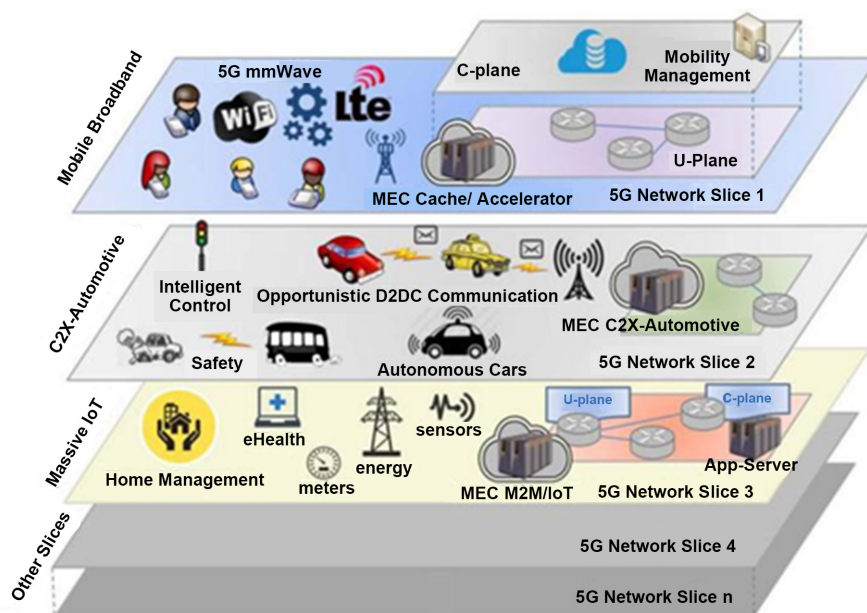 Mobile Broadband
5G mmWave
WiFi
Lte
C-plane
Mobility
Management
U-Plane
MEC Cache/ Accelerator
5G Network Slice 1
C2X-Automotive
Intelligent
Control
Opportunistic D2DC Communication
MEC C2X-Automotive
Safety
Autonomous Cars
5G Network Slice 2
Massive IoT
U-plane
C-plane
eHealth
sensors
energy
Home Management
meters
MEC M2M/IoT
App-Server
5G Network Slice 3
Other Slices
5G Network Slice 4
5G Network Slice n